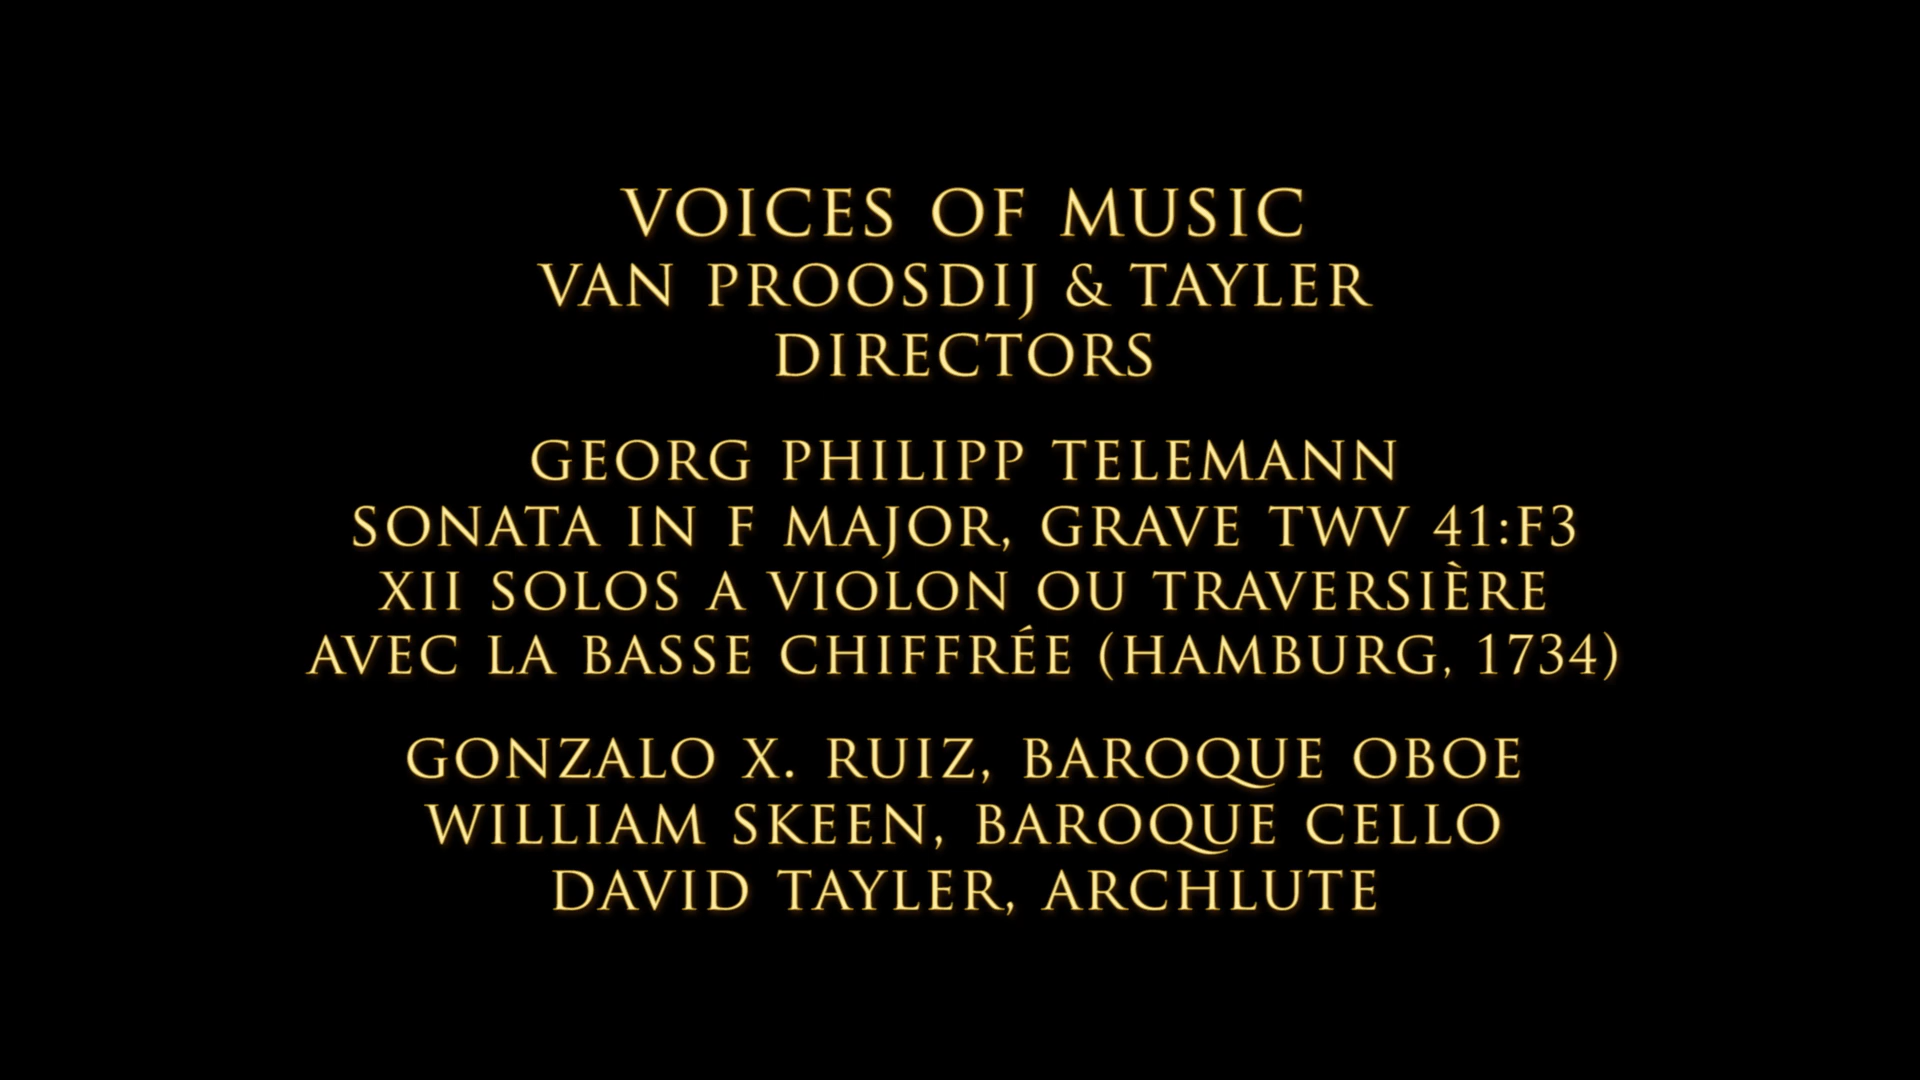 VOICES OF MUSIC
VAN PROOSDIJ & TAYLER
DIRECTORS
GEORG PHILIPP TELEMANN
SONATA IN F MAJOR, GRAVE TWV 41:F3
XII SOLOS A VIOLON OU TRAVERSIÈRE
AVEC LA BASSE CHIFFRÉE (HAMBURG, 1734)
GONZALO X. RUIZ, BAROQUE OBOE
WILLIAM SKEEN, BAROQUE CELLO
DAVID TAYLER, ARCHLUTE